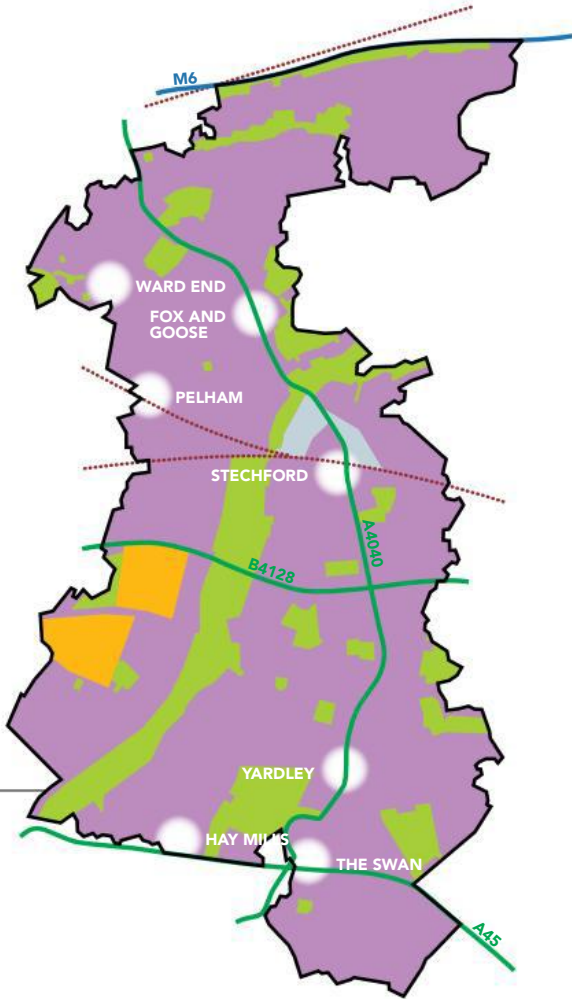 M6
WARD END
FOX AND
GOOSE
PELHAM
STECHFORD
A4040
B4128
YARDLEY
HAY MILLS
THE SWAN
A45